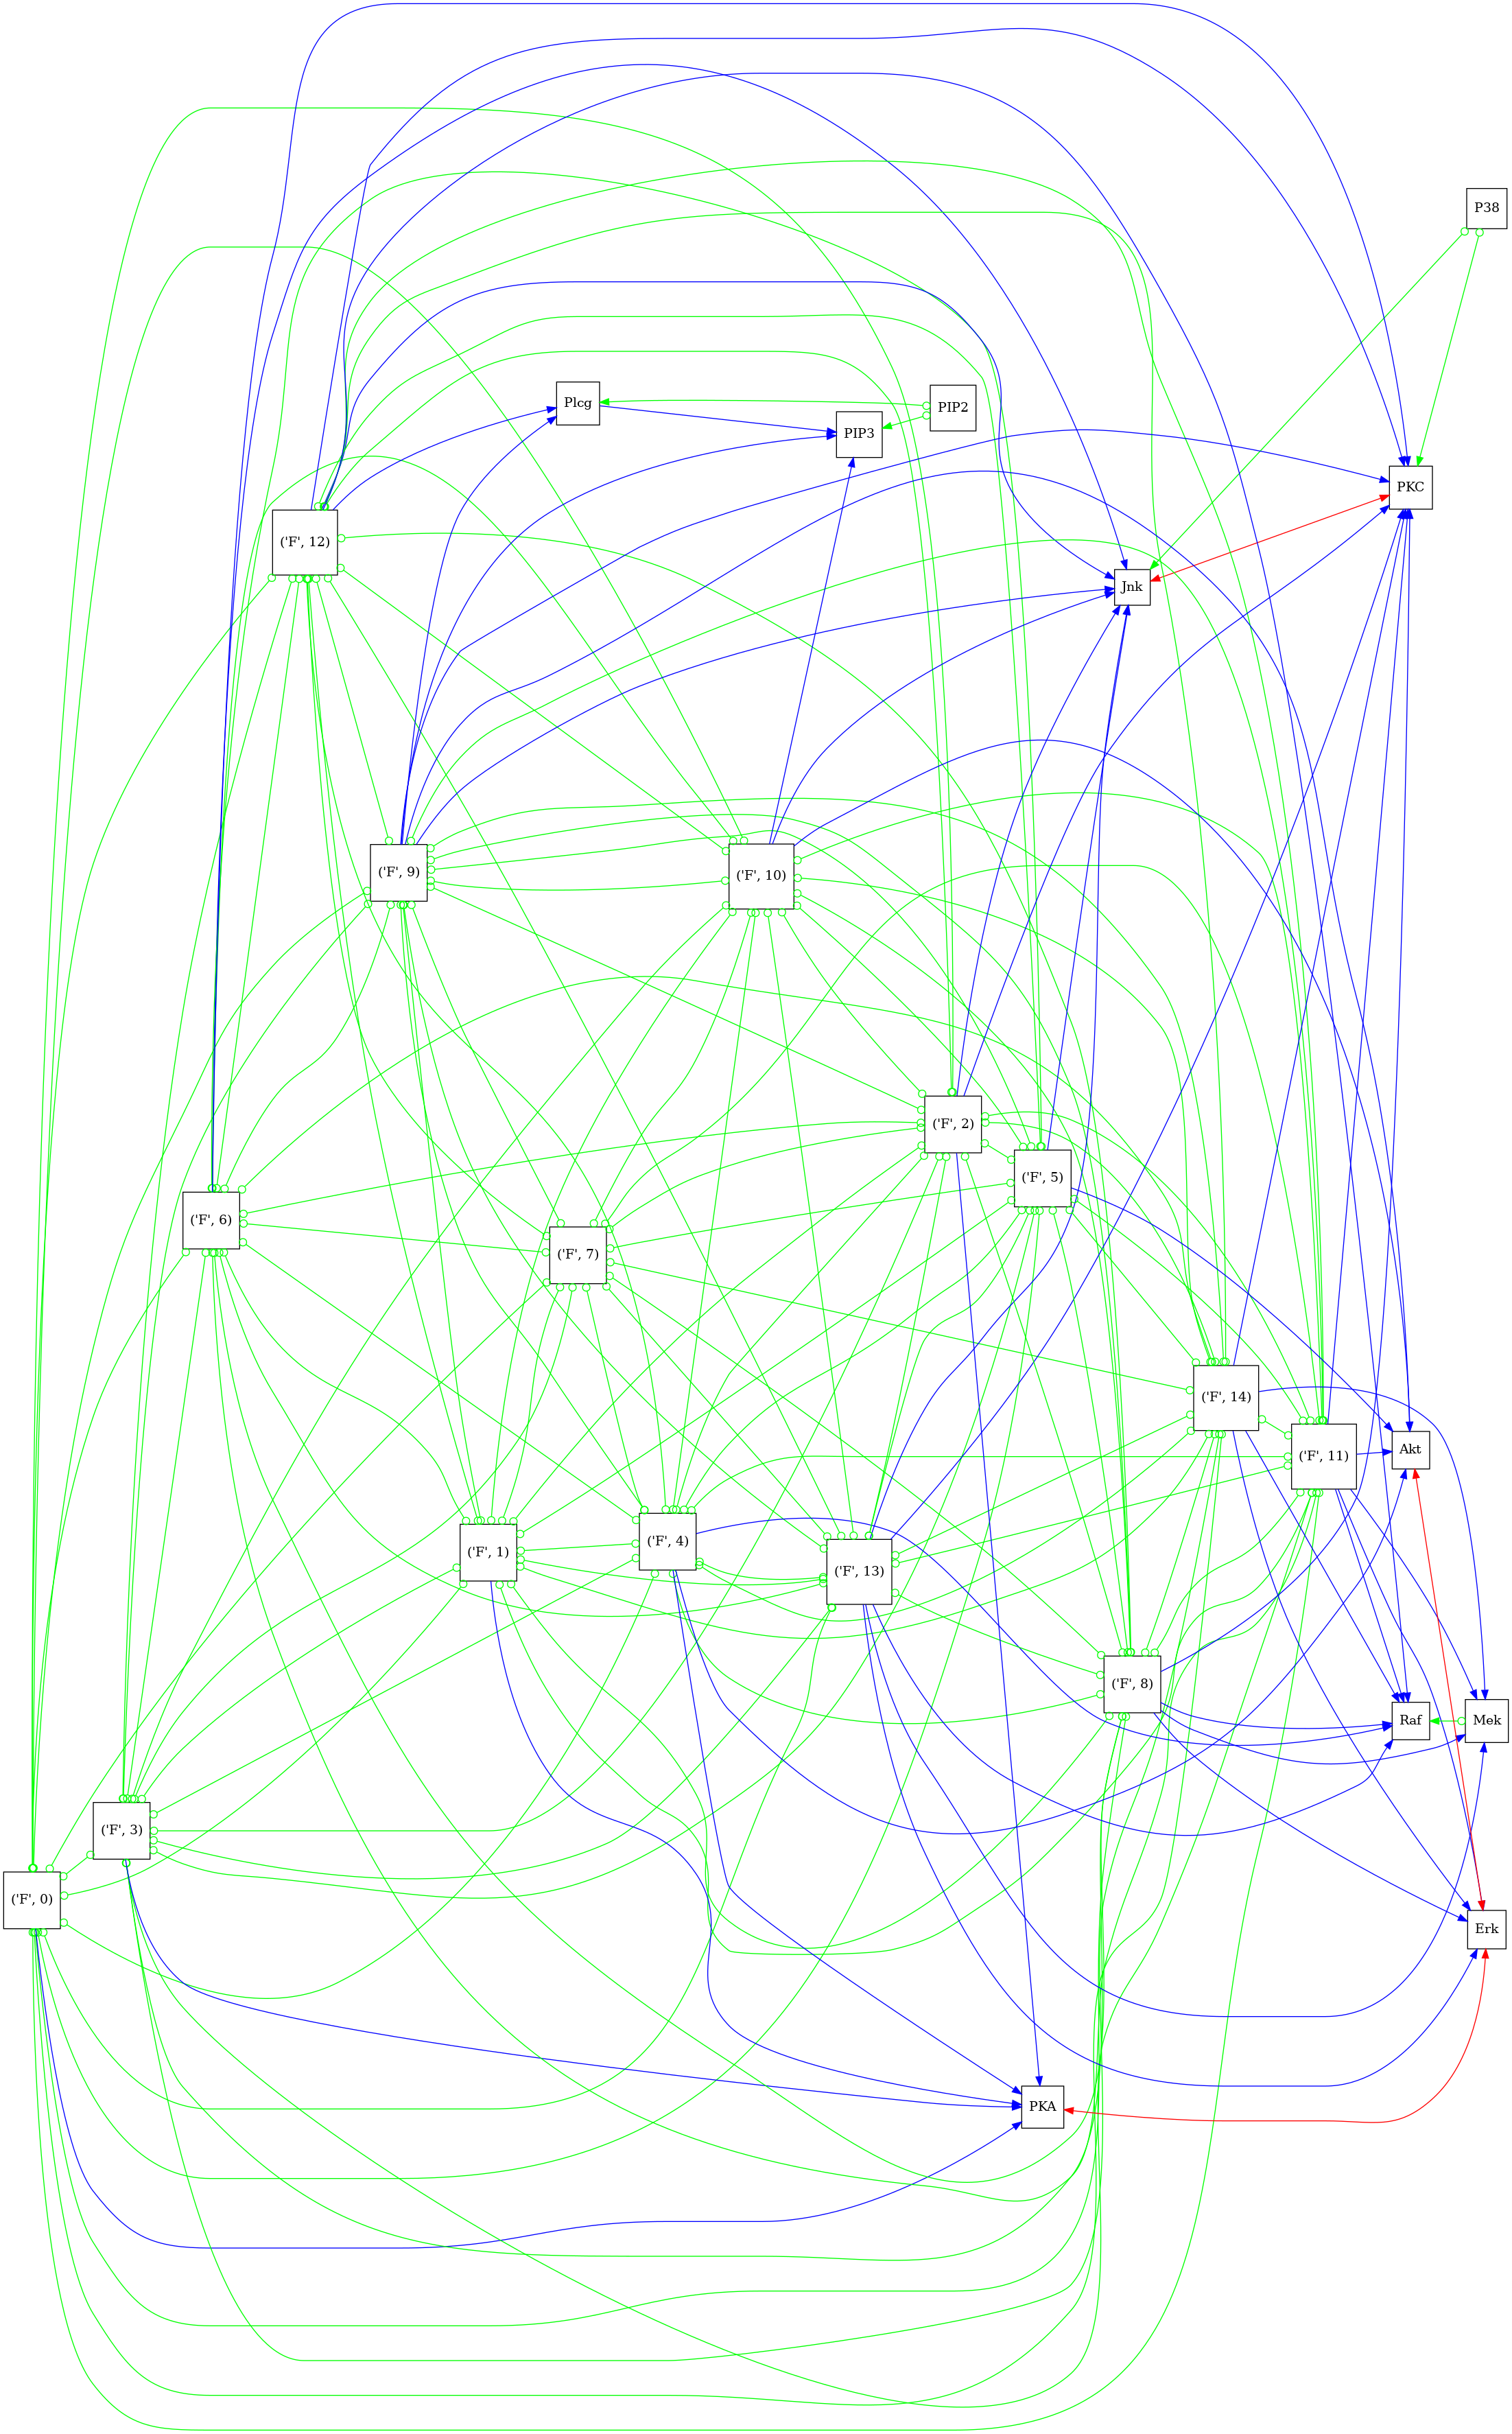 P38
Plcg
PIP2
PIP3
PKC
('F', 12)
Jnk
('F', 9)
('F', 10)
('F', 2)
('F', 5)
('F', 6)
('F', 7)
('F', 14)
('F', 11)
Akt
('F', 1)
('F', 4)
('F', 13)
('F', 8)
Raf
Mek
('F', 3)
('F', 0)
Erk
PKA